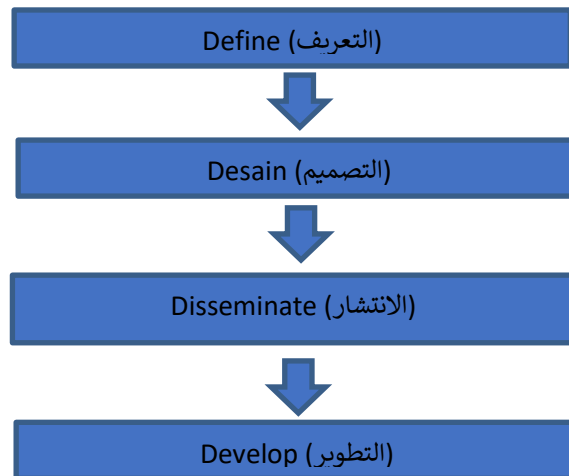 Define (التعريف)
Desain (التصميم)
Disseminate (الانتشار)
Develop (التطوير)